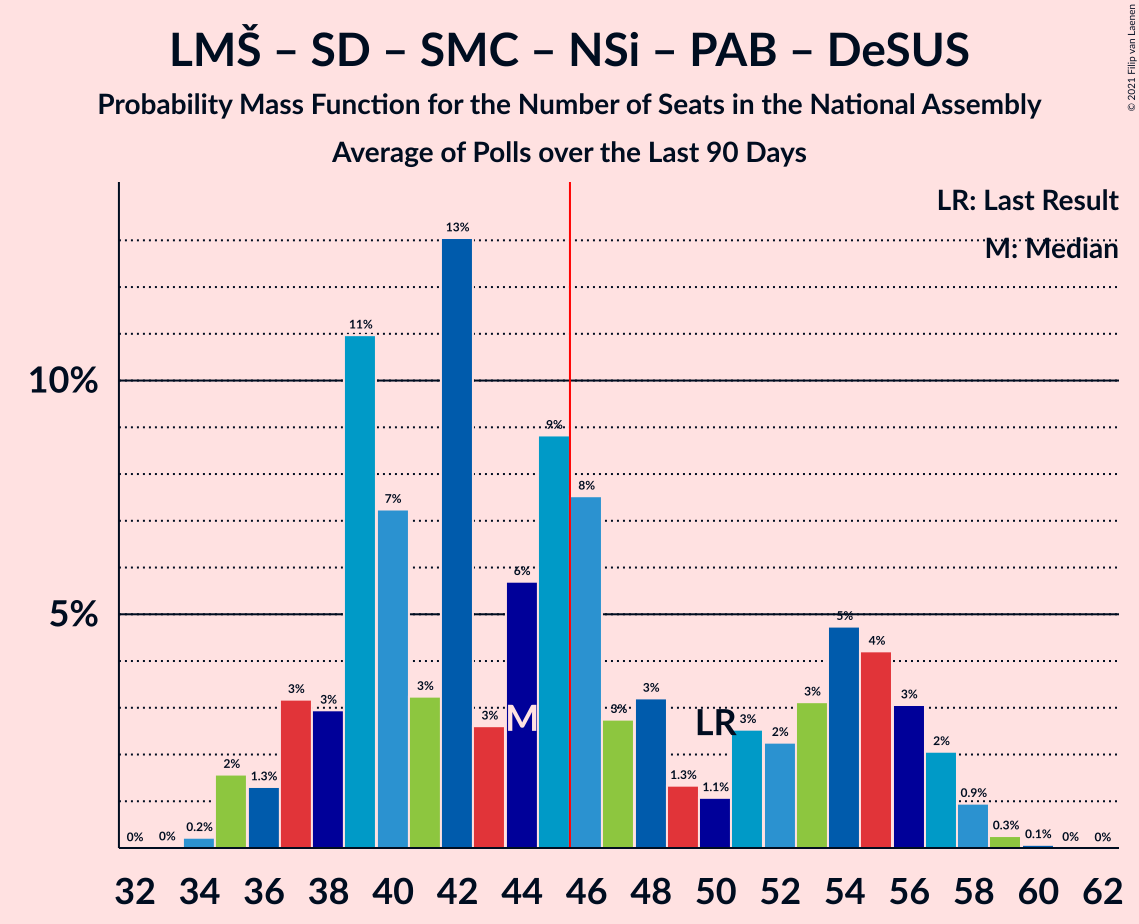 LMŠ – SD – SMC – NSi – PAB – DeSUS
Probability Mass Function for the Number of Seats in the National Assembly
Average of Polls over the Last 90 Days
© 2021 Filip van Laenen
LR: Last Result
M: Median
10%
5%
0% 0% 0.2% 2% 1.3% 3% 3% 11% 7% 3% 13% 3% 6% 9% 8% 3% 3% 1.3% 1.1% 3% 2% 3% 5% 4% 3% 2% 0.9% 0.3% 0.1% 0% 0%
M
LR
32 34 36 38 40 42 44 46 48 50 52 54 56 58 60 62